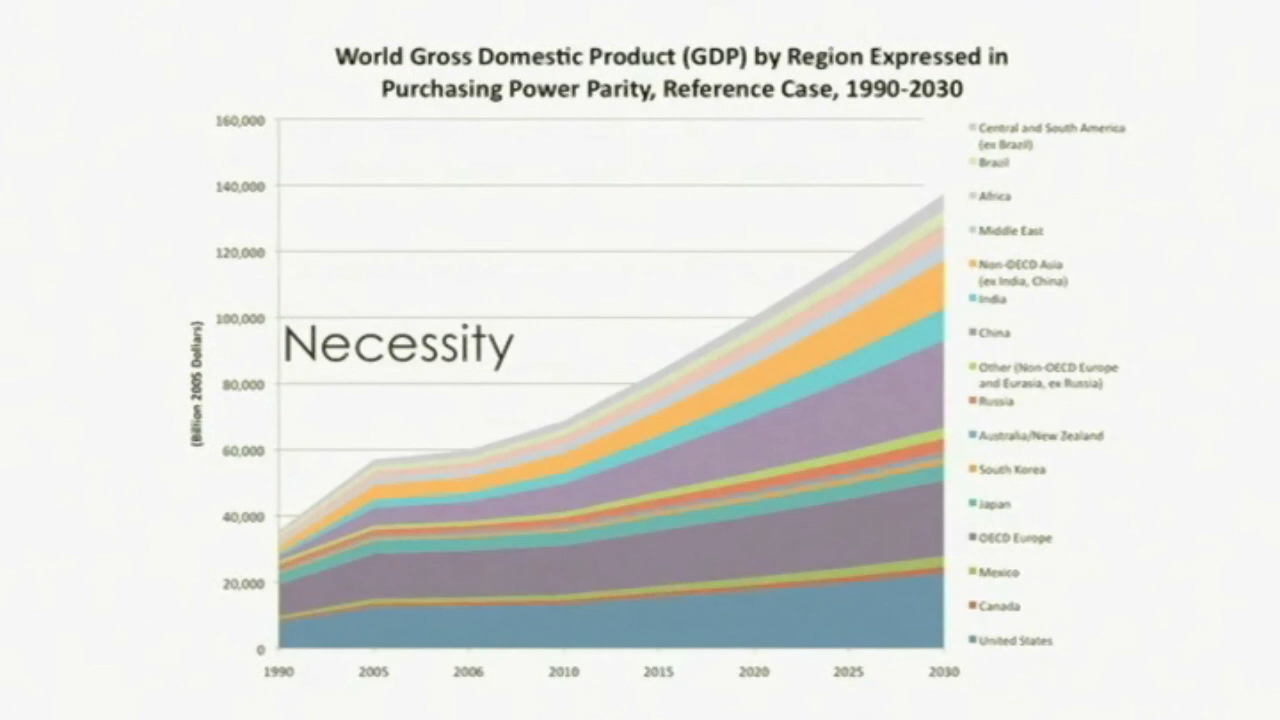 World Gross Domestic Product (GDP) by Region Expressed in
Purchasing Power Parity, Reference Case, 1990-2030
160,000
140,000
120,000
100,000
80,000
60,000
40,000
20,000
0
(Billion 2005 Dollars)
Necessity
1990 2005 2006 2010 2015 2020 2025 2030
Central and South America
(ex Brazil)
Brazil
Africa
Middle East
Non-OECD Asia
(ex India, China)
India
China
Other (Non-OECD Europe
and Eurasia, ex Russia)
Russia
Australia/New Zealand
South Korea
Japan
OECD Europe
Mexico
Canada
United States